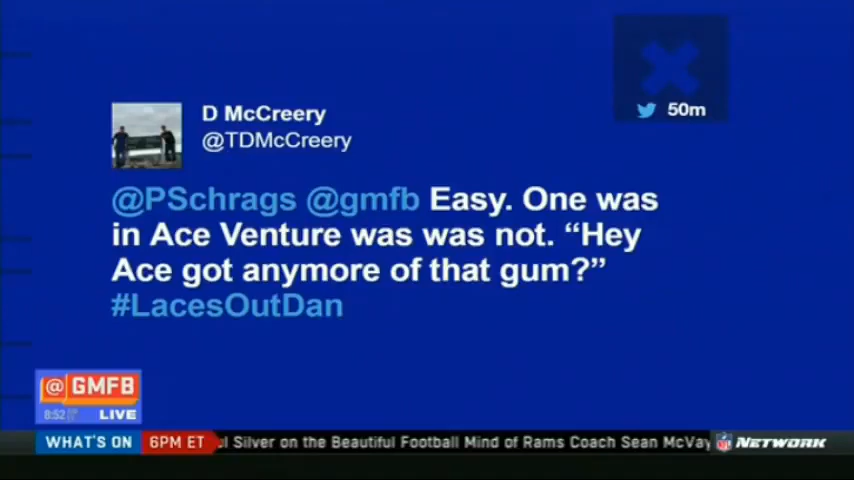 50m
D McCreery
@TDMcCreery
@PSchrags @gmfb Easy. One was
in Ace Venture was was not. “Hey
Ace got anymore of that gum?”
#LacesOutDan
@ GMFB
8:52 LIVE
WHAT'S ON 6PM ET l Silver on the Beautiful Football Mind of Rams Coach Sean McVay NFL NETWORK